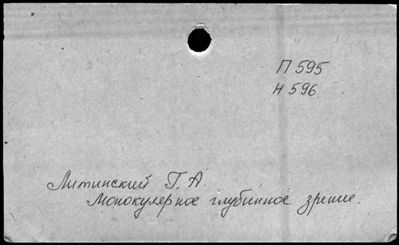 П 595
Н 596
Литинский Г. А.
Монокулярное глубинное зрение.